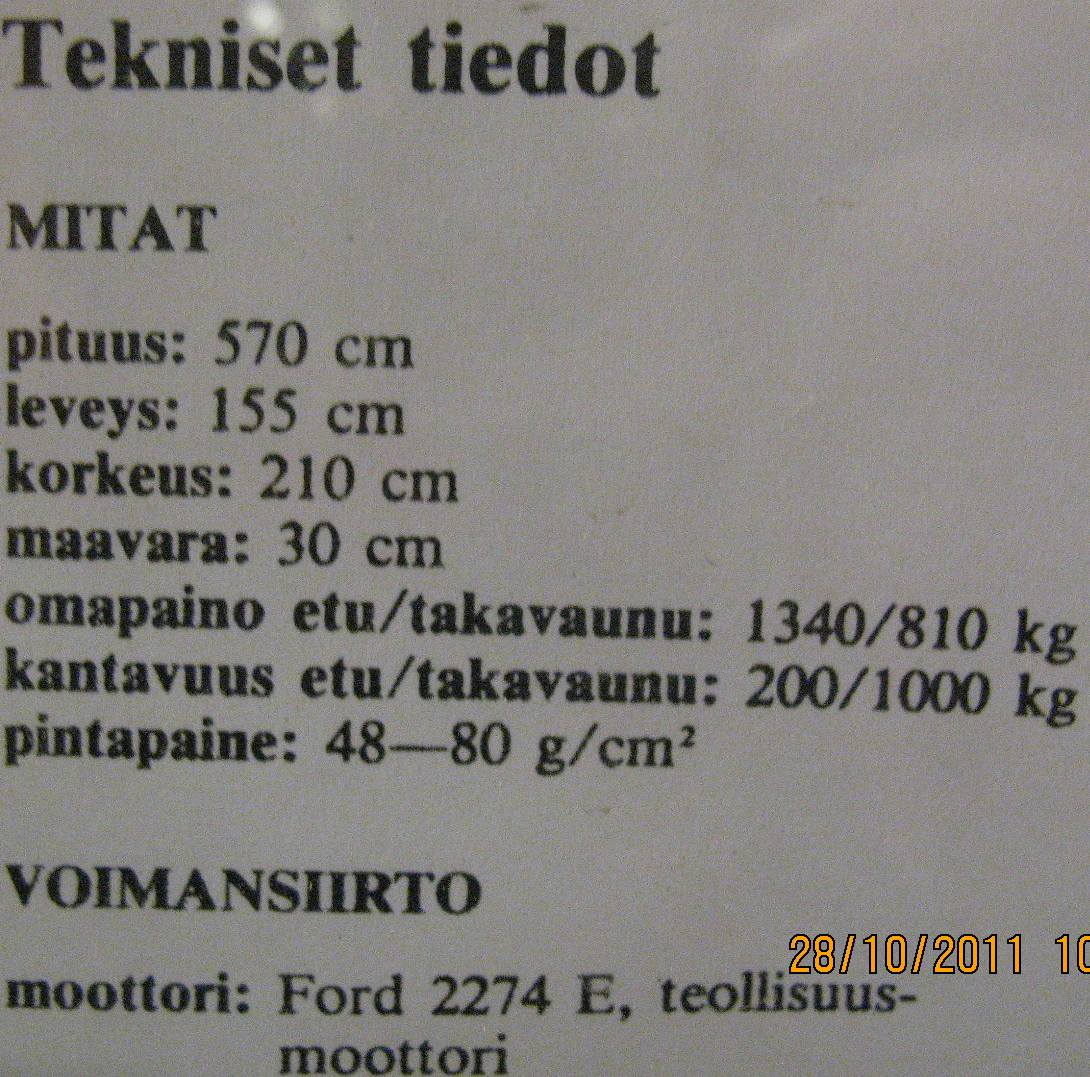 Tekniset tiedot
MITAT
pituus: 570 cm
leveys: 155 cm
korkeus: 210 cm
maavara: 30 cm
omapaino etu/takavaunu: 1340/810 kg
kantavuus etu/takavaunu: 200/1000 kg
pintapaine: 48—80 g/cm²
VOIMANSIIRTO
28/10/2011 10
moottori: Ford 2274 E, teollisuus-
moottori